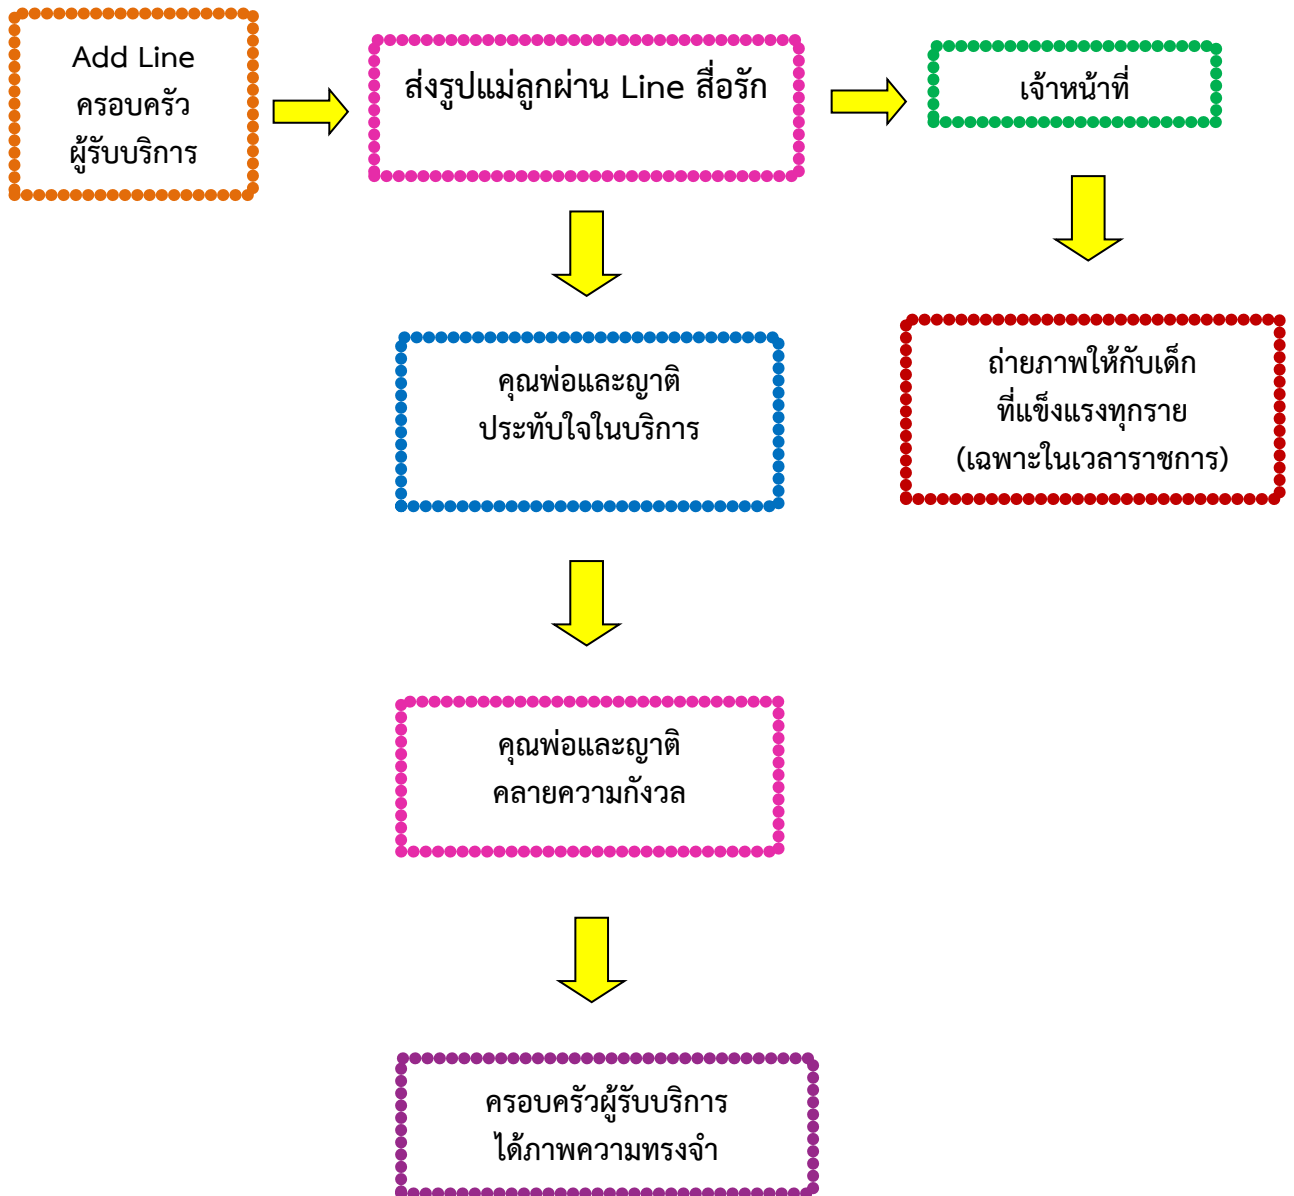 Add Line
ครอบครัว
ผู้รับบริการ
ส่งรูปแม่ลูกผ่าน Line สื่อรัก
เจ้าหน้าที่
คุณพ่อและญาติ
ประทับใจในบริการ
ถ่ายภาพให้กับเด็ก
ที่แข็งแรงทุกราย
(เฉพาะในเวลาราชการ)
คุณพ่อและญาติ
คลายความกังวล
ครอบครัวผู้รับบริการ
ได้ภาพความทรงจำ